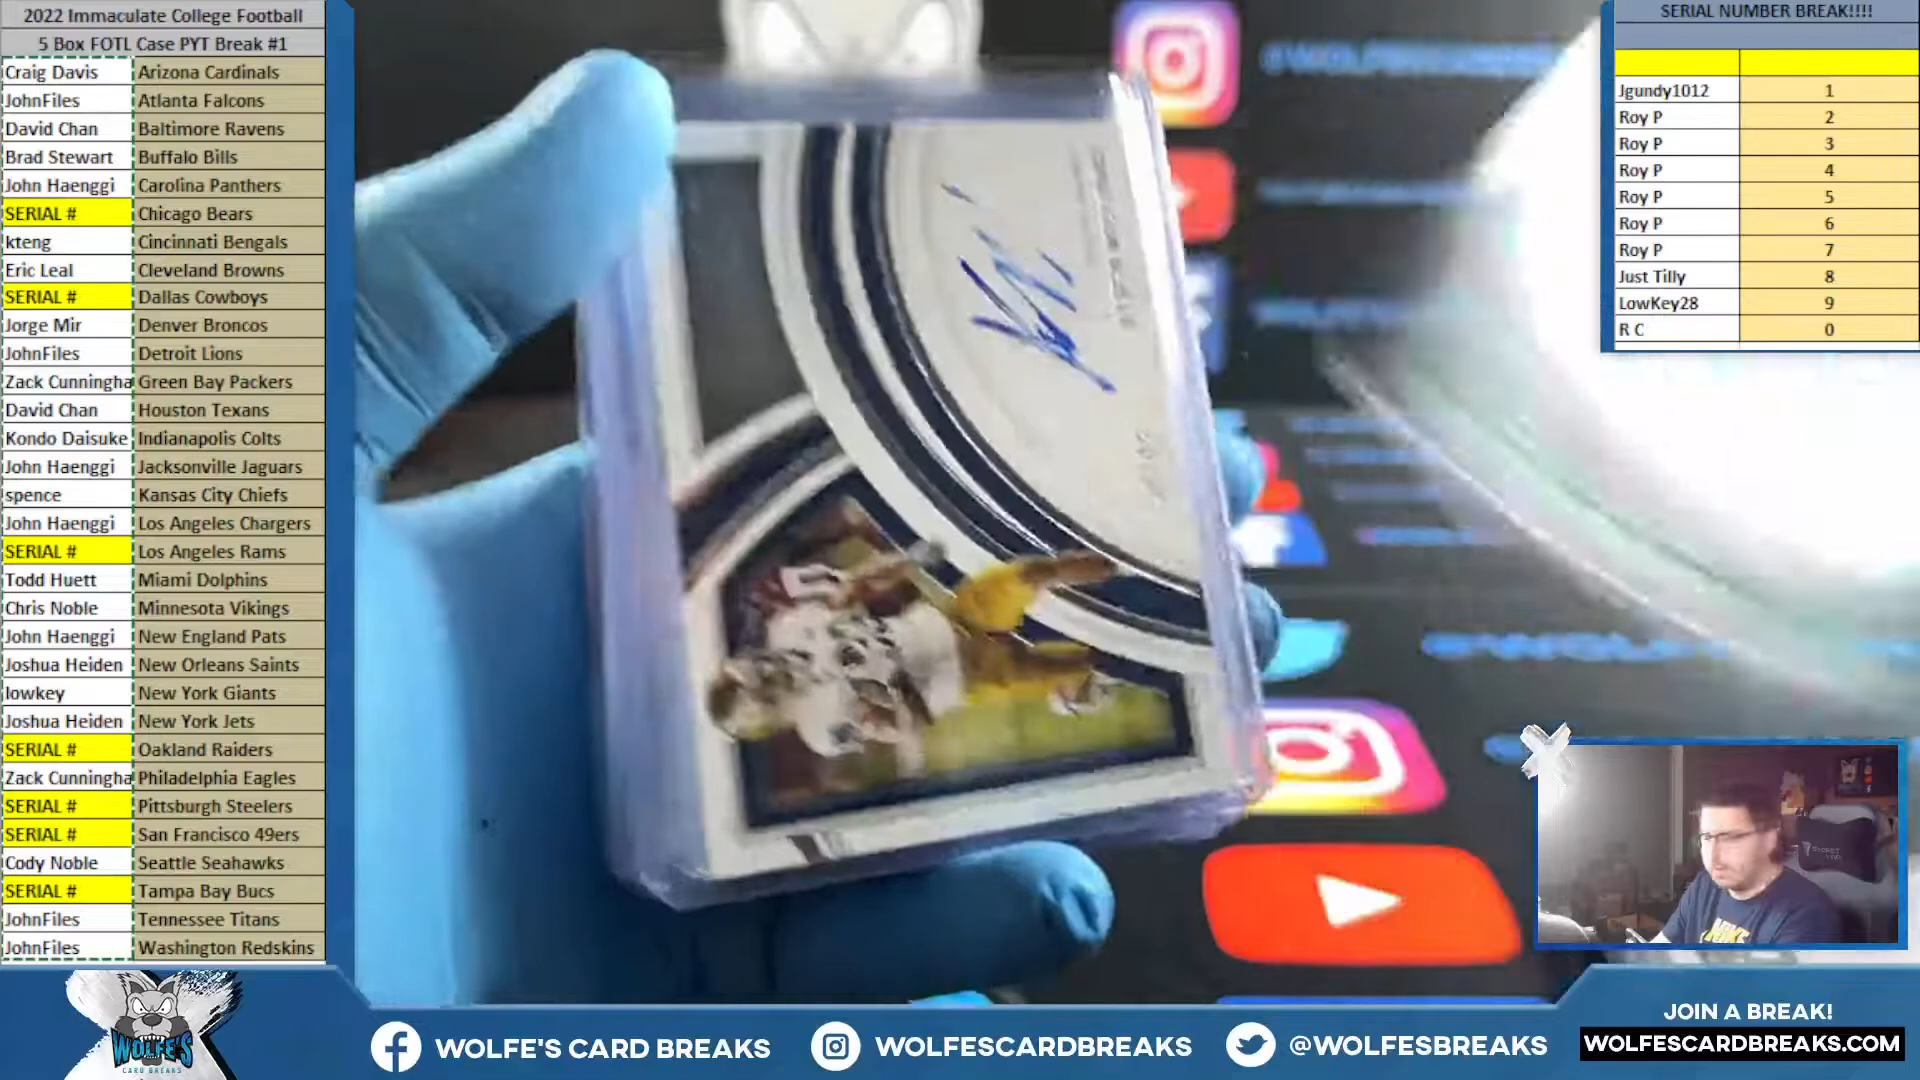 2022 Immaculate College Football
5 Box FOTL Case PYT Break #1
Craig Davis Arizona Cardinals
JohnFiles Atlanta Falcons
David Chan Baltimore Ravens
Brad Stewart Buffalo Bills
John Haenggi Carolina Panthers
SERIAL # Chicago Bears
kteng Cincinnati Bengals
Eric Leal Cleveland Browns
SERIAL # Dallas Cowboys
Jorge Mir Denver Broncos
JohnFiles Detroit Lions
Zack Cunningha Green Bay Packers
David Chan Houston Texans
Kondo Daisuke Indianapolis Colts
John Haenggi Jacksonville Jaguars
spence Kansas City Chiefs
John Haenggi Los Angeles Chargers
SERIAL # Los Angeles Rams
Todd Huett Miami Dolphins
Chris Noble Minnesota Vikings
John Haenggi New England Pats
Joshua Heiden New Orleans Saints
lowkey New York Giants
Joshua Heiden New York Jets
SERIAL # Oakland Raiders
Zack Cunningha Philadelphia Eagles
SERIAL # Pittsburgh Steelers
SERIAL # San Francisco 49ers
Cody Noble Seattle Seahawks
SERIAL # Tampa Bay Bucs
JohnFiles Tennessee Titans
JohnFiles Washington Redskins
SERIAL NUMBER BREAK!!!!
Jgundy1012 1
Roy P 2
Roy P 3
Roy P 4
Roy P 5
Roy P 6
Roy P 7
Just Tilly 8
LowKey28 9
R C 0
WOLFE'S
CARD BREAKS
WOLFE'S CARD BREAKS
WOLFESCARDBREAKS
@WOLFESBREAKS
JOIN A BREAK!
WOLFESCARDBREAKS.COM